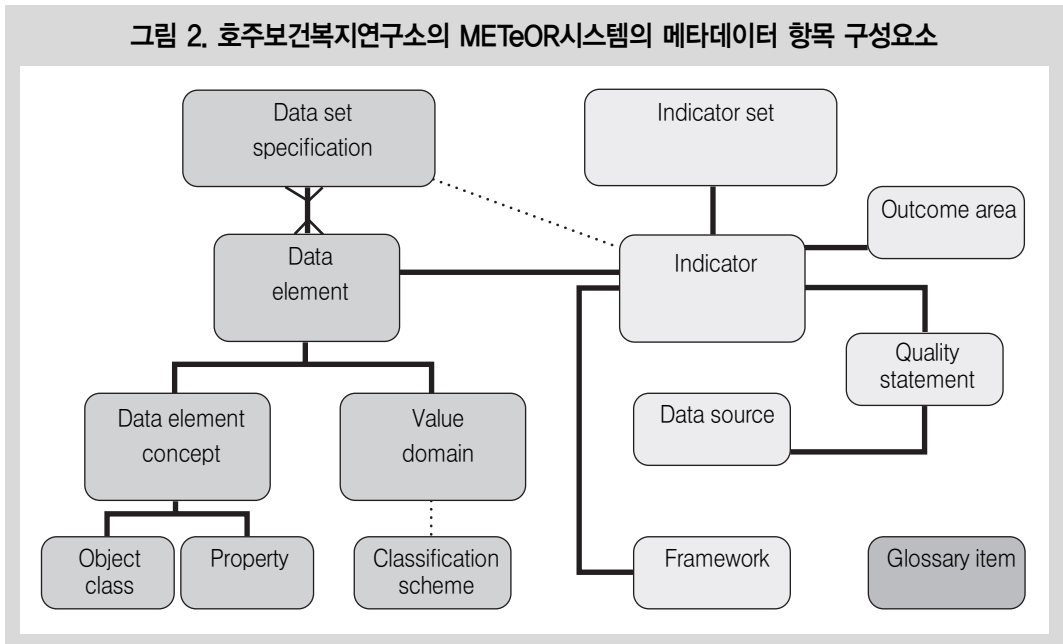 그림 2. 호주보건복지연구소의 METeOR시스템의 메타데이터 항목 구성요소
Data set
specification
Indicator set
Outcome area
Data
element
Indicator
Quality
statement
Data element
concept
Value
domain
Data source
Object
class
Property
Classification
scheme
Framework
Glossary item